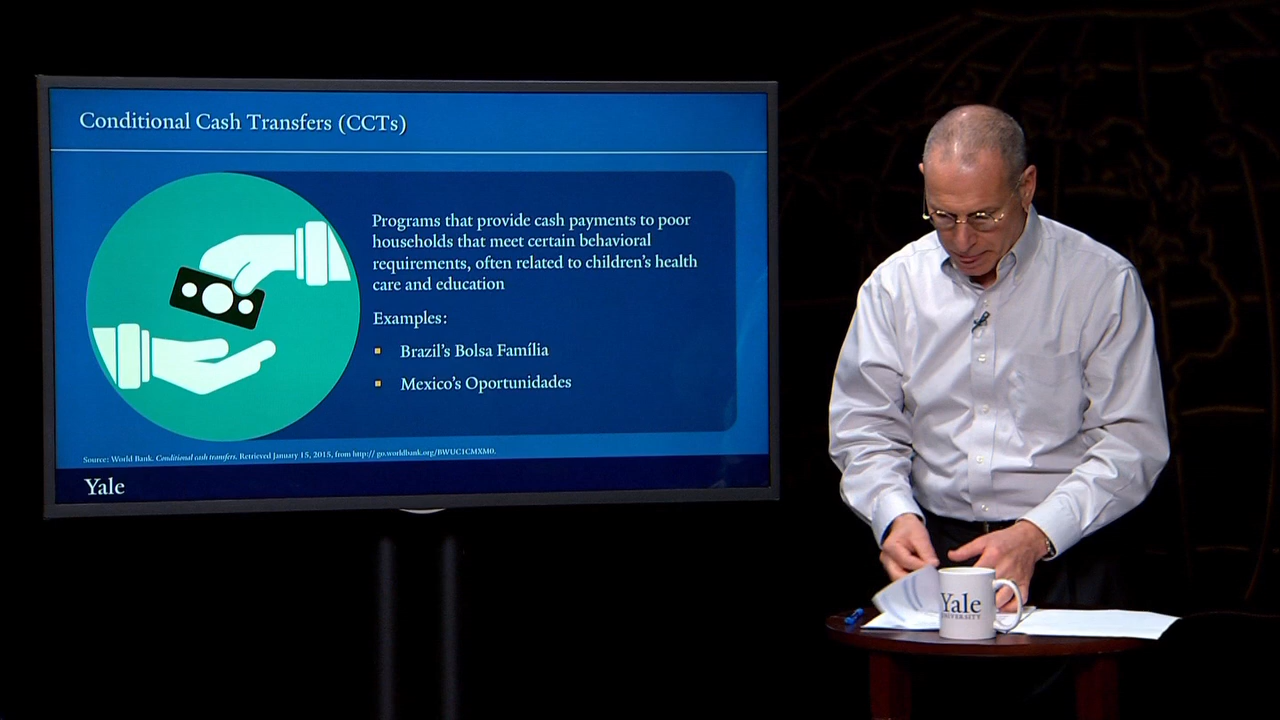 Conditional Cash Transfers (CCTs)
Programs that provide cash payments to poor
households that meet certain behavioral
requirements, often related to children's health
care and education
Examples:
Brazil's Bolsa Família
Mexico's Oportunidades
Source: World Bank. Conditional cash transfers. Retrieved January 15, 2015, from http:// go.worldbank.org/BWUC1CMXM0.
Yale
Yale
UNIVERSITY